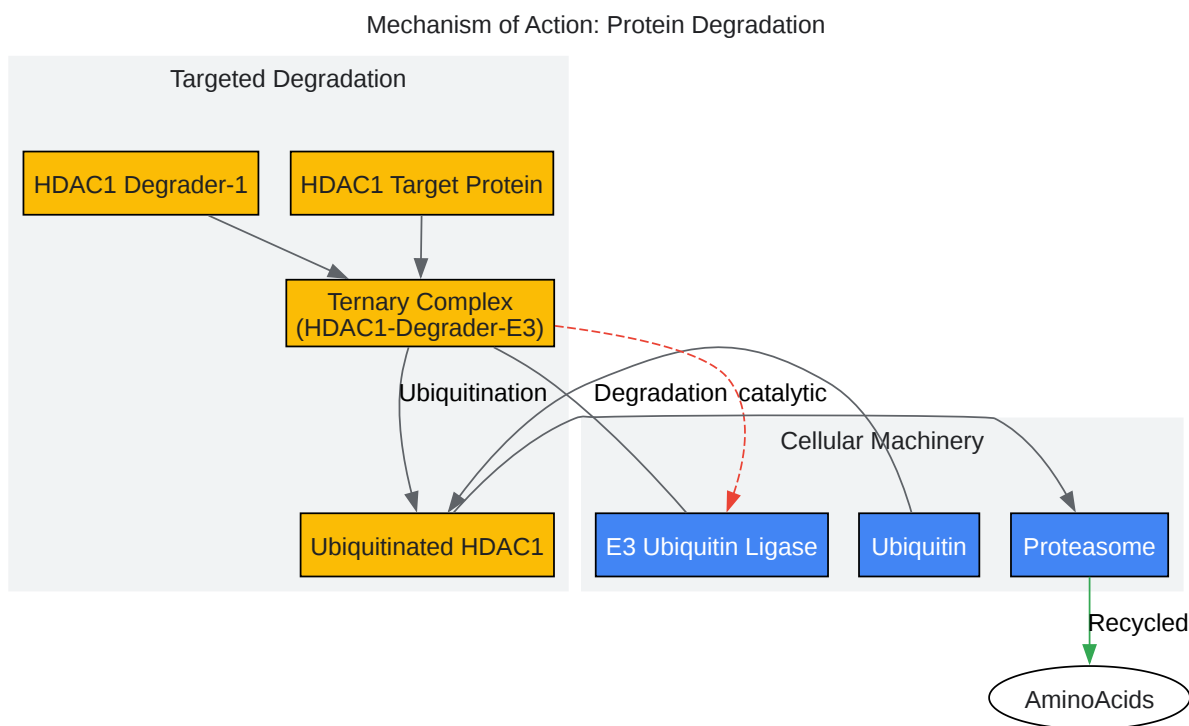 Mechanism of Action: Protein Degradation
Targeted Degradation
HDAC1 Degrader-1
HDAC1 Target Protein
Ternary Complex
(HDAC1-Degrader-E3)
Ubiquitination
Degradation
catalytic
Cellular Machinery
Ubiquitinated HDAC1
E3 Ubiquitin Ligase
Ubiquitin
Proteasome
Recycled
AminoAcids